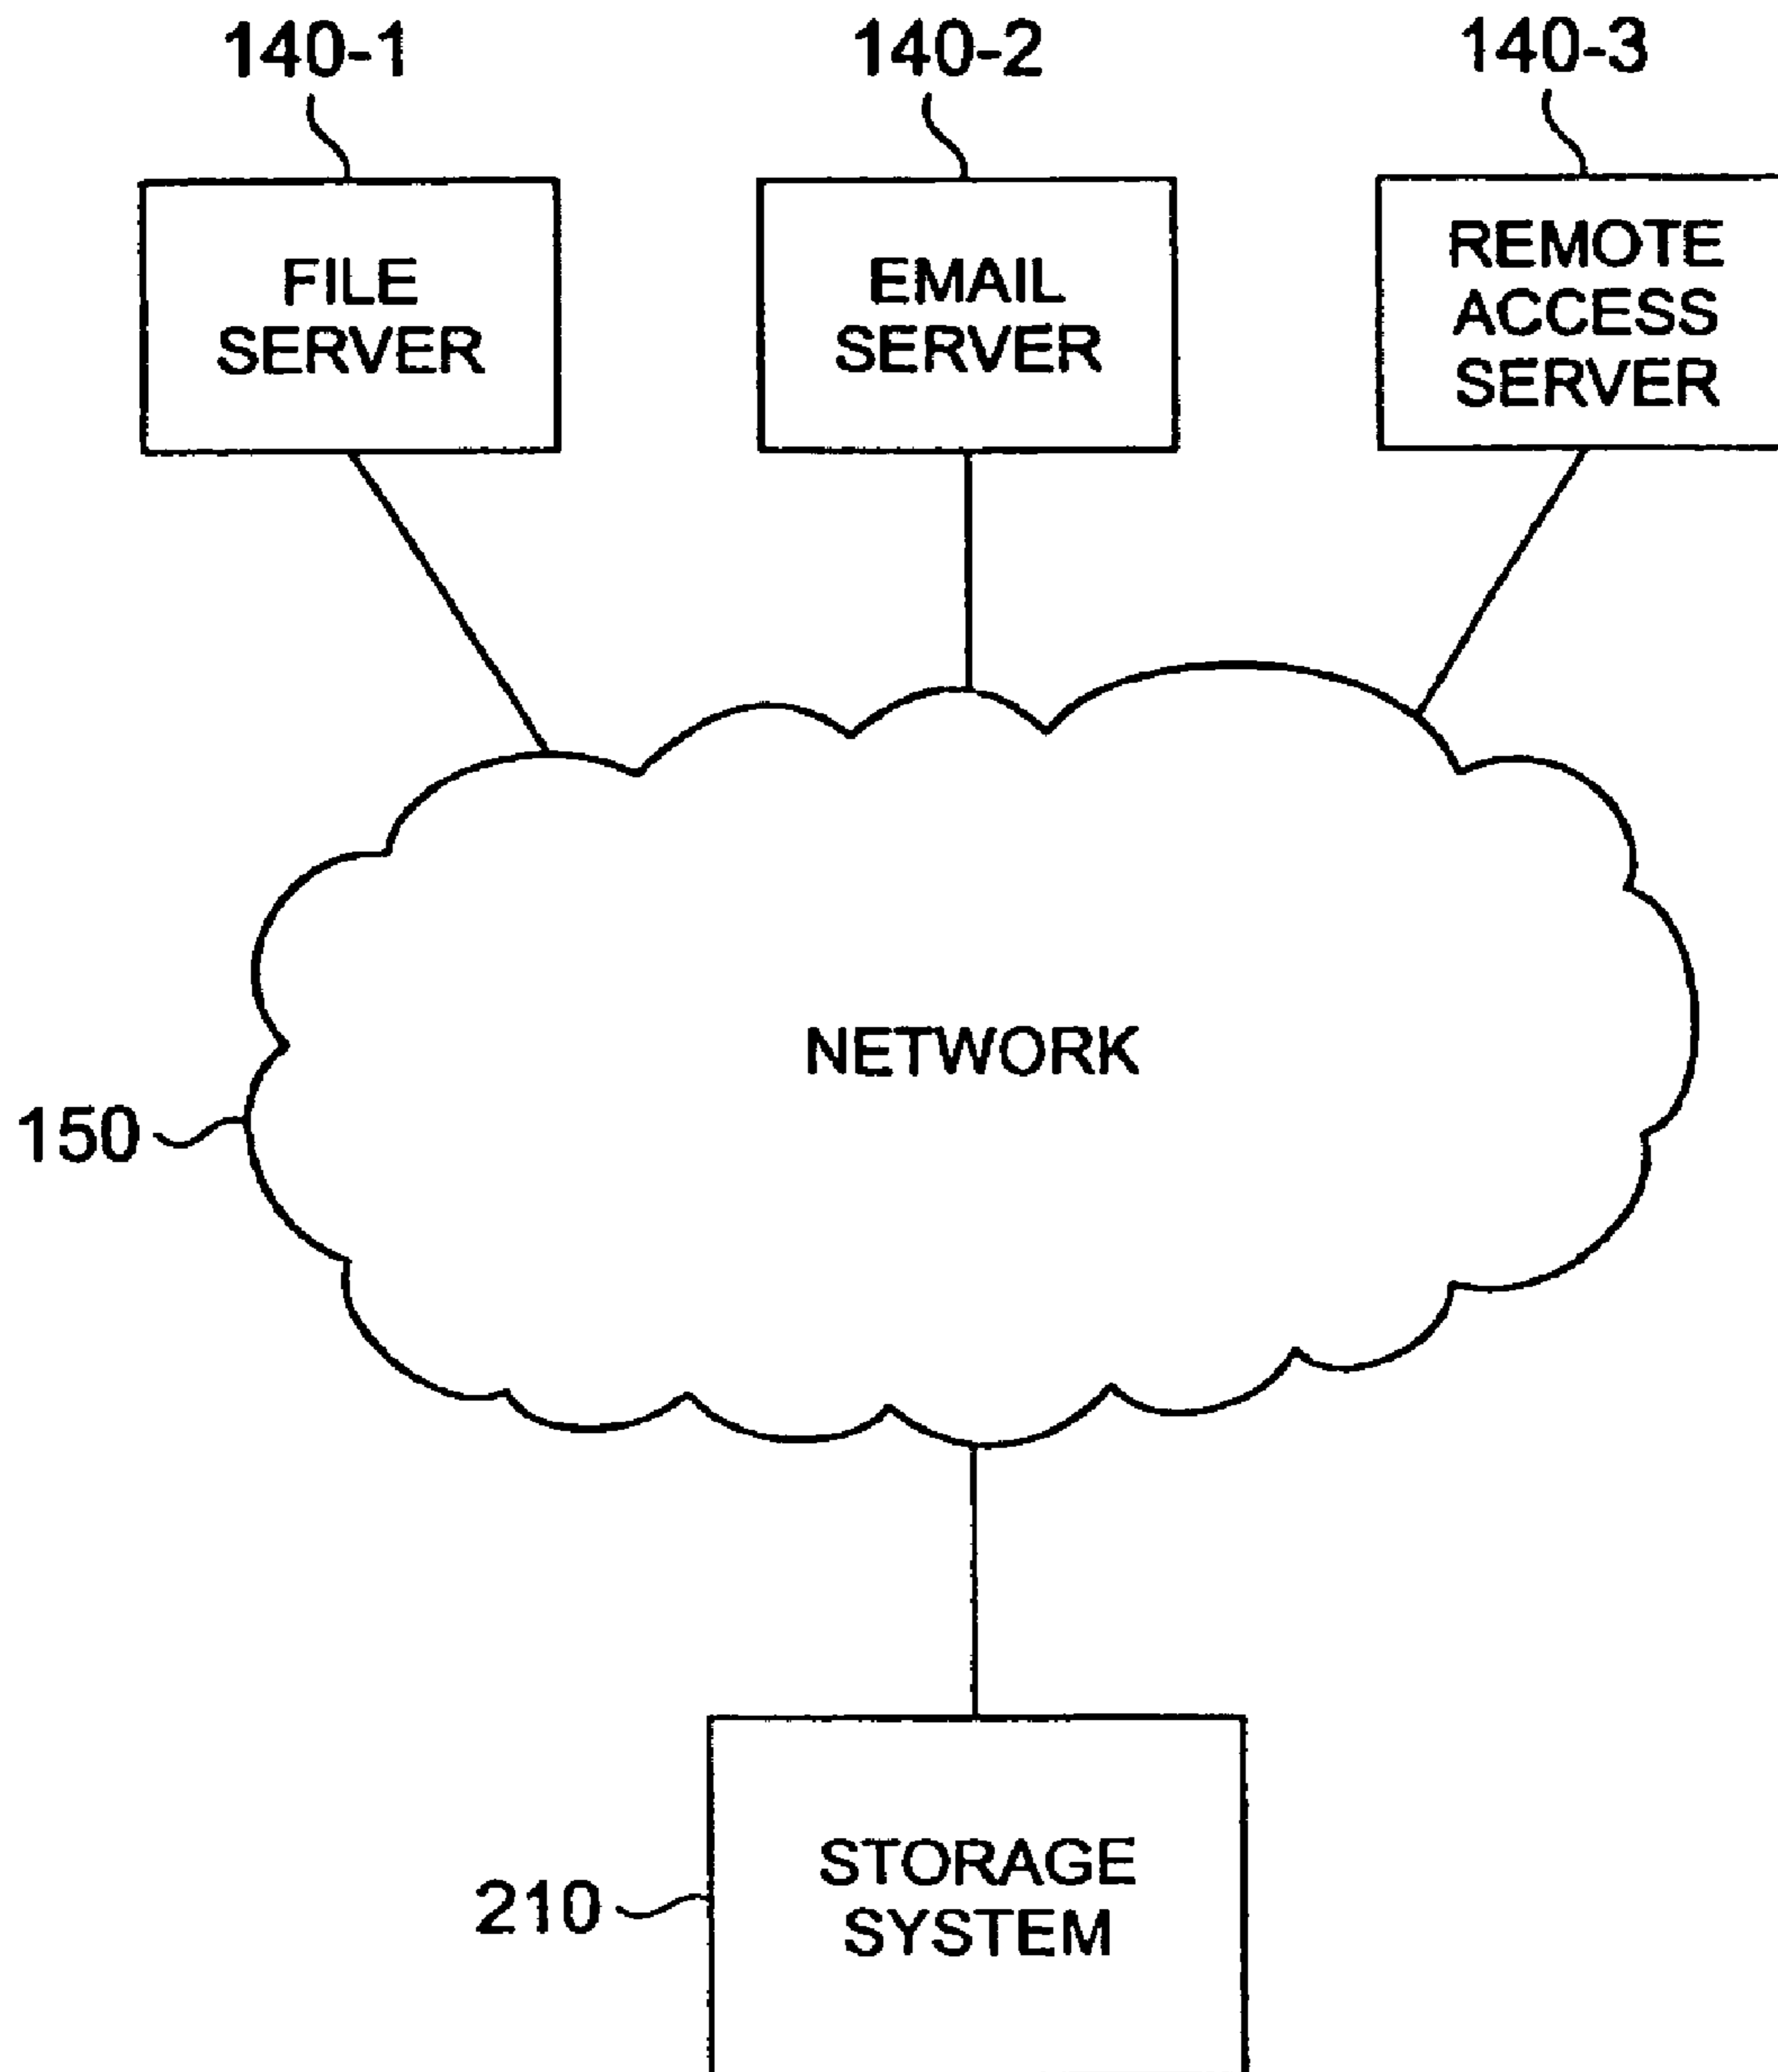 140-1
140-2
140-3
FILE
SERVER
EMAIL
SERVER
REMOTE
ACCESS
SERVER
NETWORK
150
STORAGE
SYSTEM
210